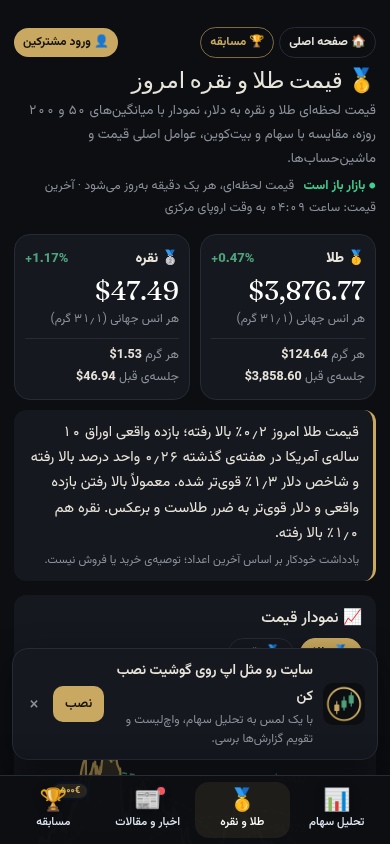 🏠 صفحه اصلی
🏆 مسابقه
👤 ورود مشترکین
🥇 قیمت طلا و نقره امروز
قیمت لحظه‌ای طلا و نقره به دلار، نمودار با میانگین‌های ۵۰ و ۲۰۰
روزه، مقایسه با سهام و بیت‌کوین، عوامل اصلی قیمت و
ماشین‌حساب‌ها.
● بازار باز است قیمت لحظه‌ای، هر یک دقیقه به‌روز می‌شود · آخرین
قیمت: ساعت ۰۴:۰۹ به وقت اروپای مرکزی
🥇 طلا +0.47%
$3,876.77
هر انس جهانی (۳۱٫۱ گرم)
هر گرم $124.64
جلسه‌ی قبل $3,858.60
🥈 نقره +1.17%
$47.49
هر انس جهانی (۳۱٫۱ گرم)
هر گرم $1.53
جلسه‌ی قبل $46.94
قیمت طلا امروز ۰٫۲٪ بالا رفته؛ بازده واقعی اوراق ۱۰
ساله‌ی آمریکا در هفته‌ی گذشته ۰٫۲۶ واحد درصد بالا رفته
و شاخص دلار ۱٫۳٪ قوی‌تر شده. معمولاً بالا رفتن بازده
واقعی و دلار قوی‌تر به ضرر طلاست و برعکس. نقره هم
۱٫۰٪ بالا رفته.
یادداشت خودکار بر اساس آخرین اعداد؛ توصیه‌ی خرید یا فروش نیست.
📈 نمودار قیمت
سایت رو مثل اپ روی گوشیت نصب
کن
با یک لمس به تحلیل سهام، واچ‌لیست و
تقویم گزارش‌ها برسی.
نصب
×
تحلیل سهام
طلا و نقره
اخبار و مقالات
مسابقه